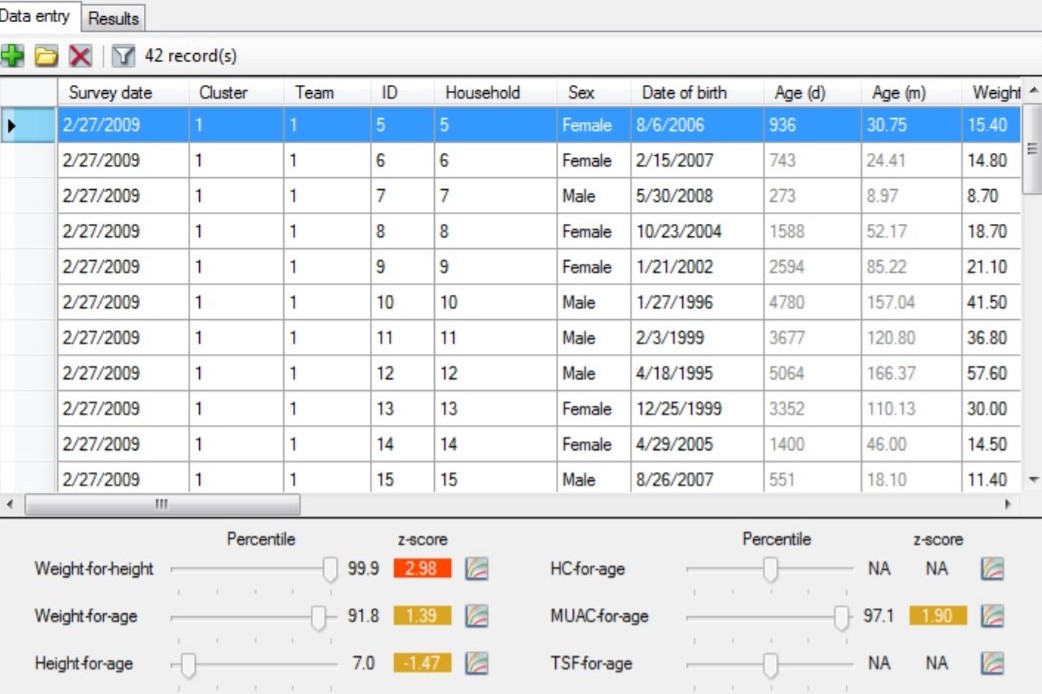 Data entry Results
42 record(s)
Survey date Cluster Team ID Household Sex Date of birth Age (d) Age (m) Weight
2/27/2009 1 1 5 5 Female 8/6/2006 936 30.75 15.40
2/27/2009 1 1 6 6 Female 2/15/2007 743 24.41 14.80
2/27/2009 1 1 7 7 Male 5/30/2008 273 8.97 8.70
2/27/2009 1 1 8 8 Female 10/23/2004 1588 52.17 18.70
2/27/2009 1 1 9 9 Female 1/21/2002 2594 85.22 21.10
2/27/2009 1 1 10 10 Male 1/27/1996 4780 157.04 41.50
2/27/2009 1 1 11 11 Male 2/3/1999 3677 120.80 36.80
2/27/2009 1 1 12 12 Male 4/18/1995 5064 166.37 57.60
2/27/2009 1 1 13 13 Female 12/25/1999 3352 110.13 30.00
2/27/2009 1 1 14 14 Female 4/29/2005 1400 46.00 14.50
2/27/2009 1 1 15 15 Male 8/26/2007 551 18.10 11.40
Percentile z-score Percentile z-score
Weight-for-height 99.9 2.98 HC-for-age NA NA
Weight-for-age 91.8 1.39 MUAC-for-age 97.1 1.90
Height-for-age 7.0 -1.47 TSF-for-age NA NA